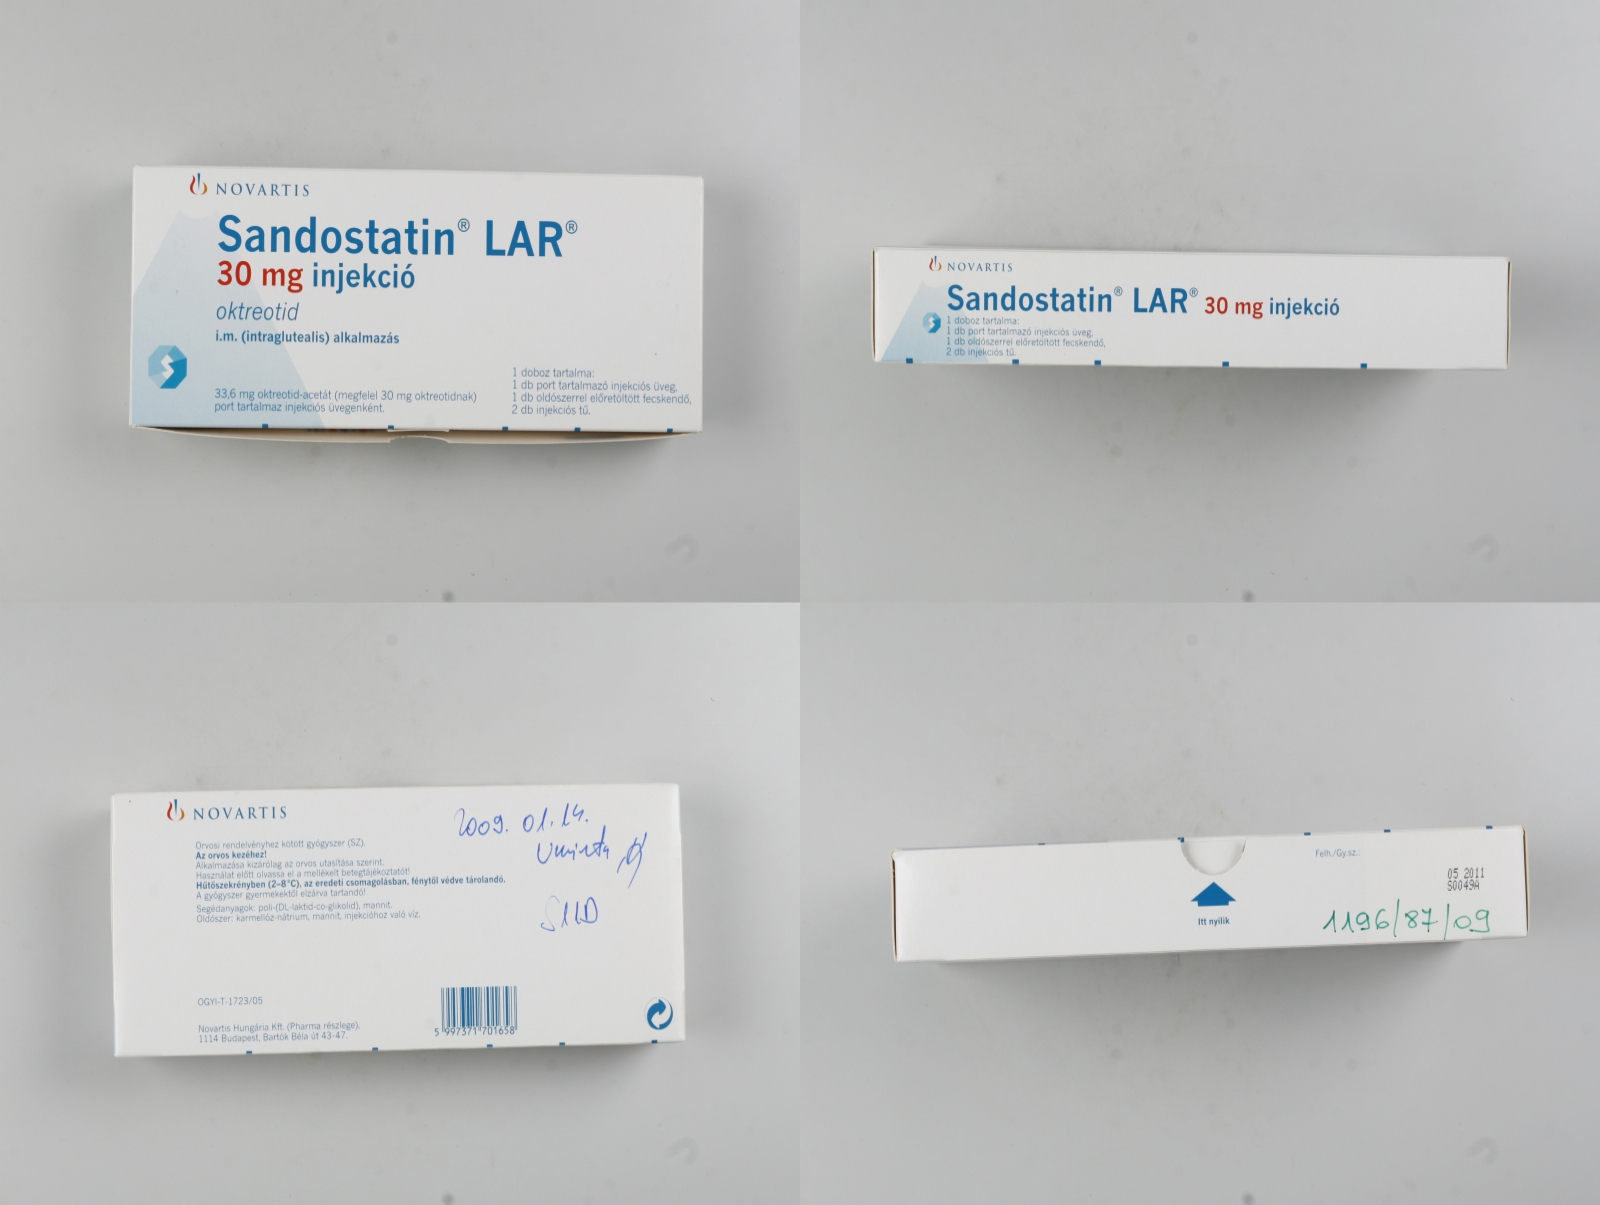 NOVARTIS
Sandostatin® LAR®
30 mg injekció
oktreotid
i.m. (intraglutealis) alkalmazás
33,6 mg oktreotid-acetát (megfelel 30 mg oktreotidnak)
port tartalmaz injekciós üvegenként.
1 doboz tartalma:
1 db port tartalmazó injekciós üveg,
1 db oldószerrel előretöltött fecskendő,
2 db injekciós tű.
NOVARTIS
Sandostatin® LAR® 30 mg injekció
1 doboz tartalma:
1 db port tartalmazó injekciós üveg,
1 db oldószerrel előretöltött fecskendő,
2 db injekciós tű.
NOVARTIS
Orvosi rendelvényhez kötött gyógyszer (SZ).
Az orvos kezéhez!
Alkalmazása kizárólag az orvos utasítása szerint.
Használat előtt olvassa el a mellékelt betegtájékoztatót!
Hűtőszekrényben (2–8°C), az eredeti csomagolásban, fénytől védve tárolandó.
A gyógyszer gyermekektől elzárva tartandó!
Segédanyagok: poli-(DL-laktid-co-glikolid), mannit.
Oldószer: karmellóz-nátrium, mannit, injekcióhoz való víz.
2009. 01. 14.
OGYI-T-1723/05
Novartis Hungária Kft. (Pharma részlege),
1114 Budapest, Bartók Béla út 43-47.
5 997371 701658
Felh./Gy.sz.:
05 2011
S0049A
Itt nyílik
1196/87/09